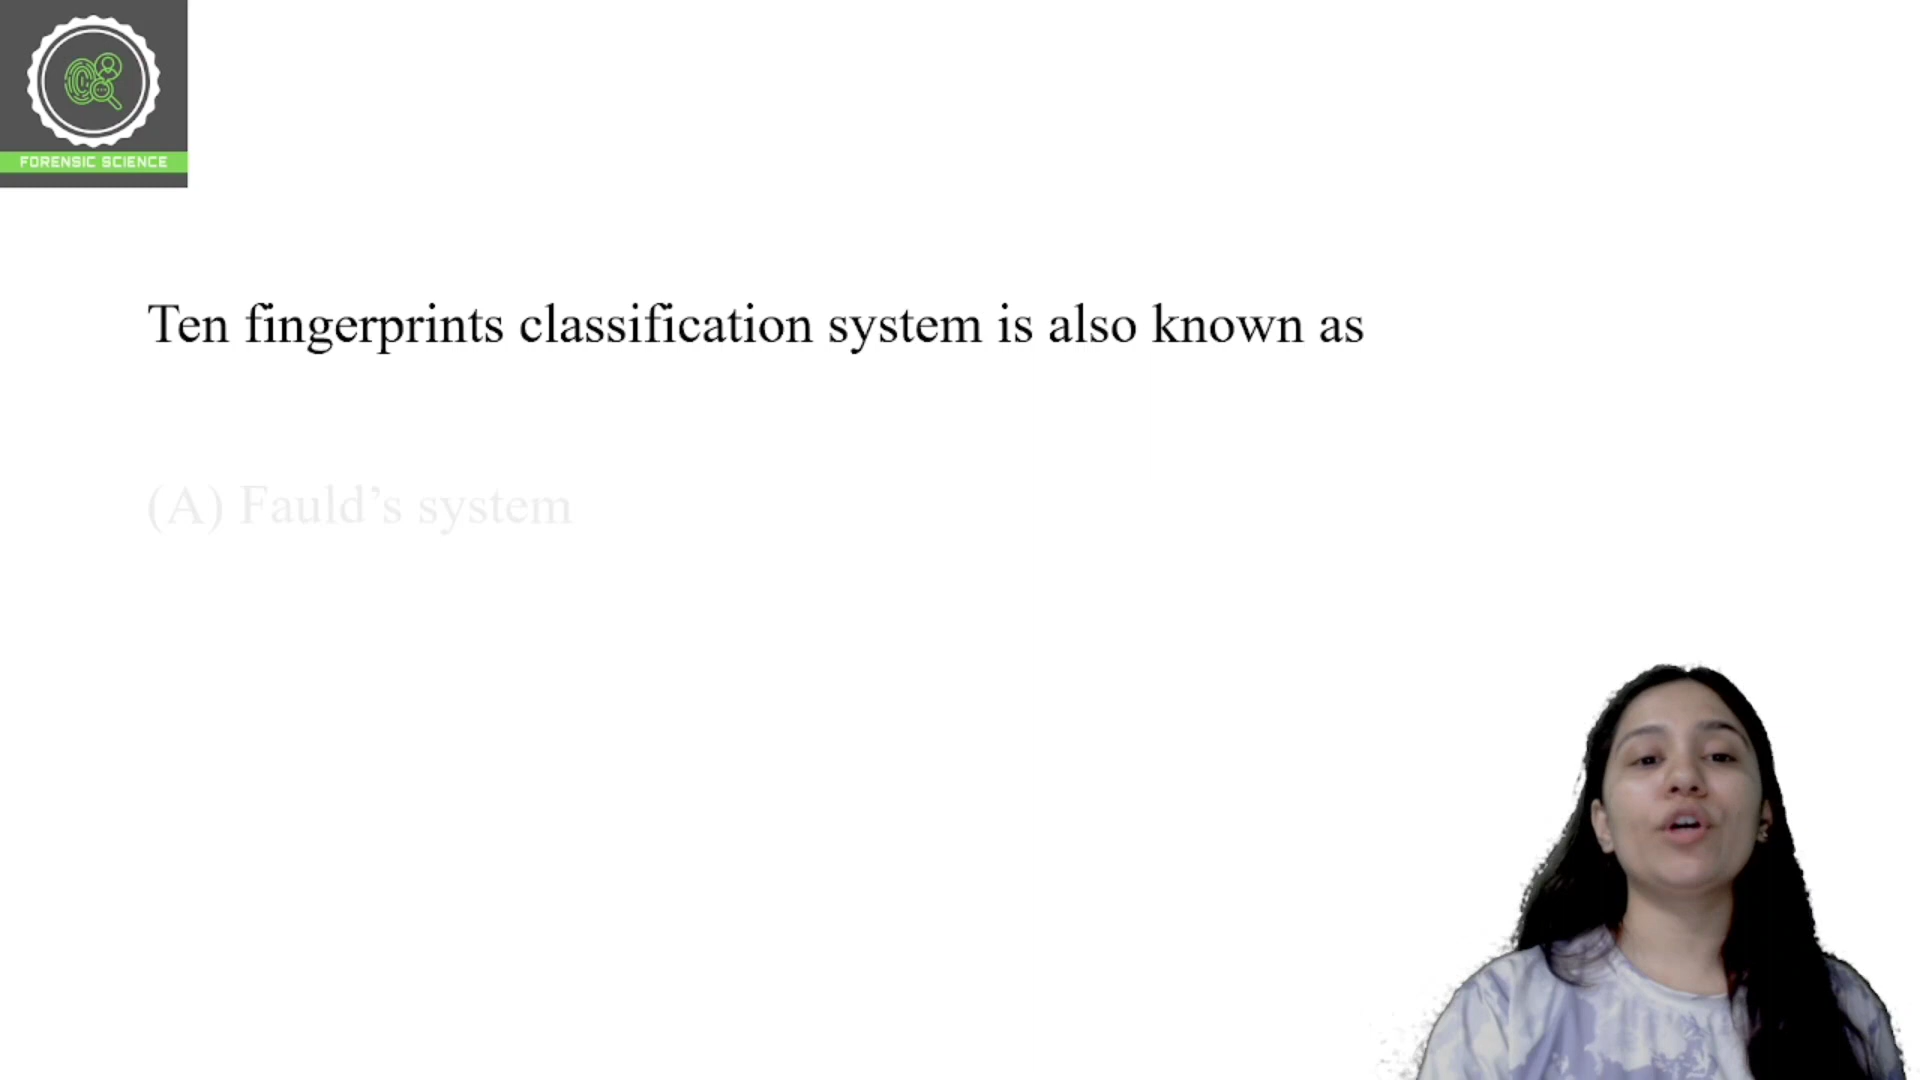 FORENSIC SCIENCE
Ten fingerprints classification system is also known as
(A) Fauld’s system